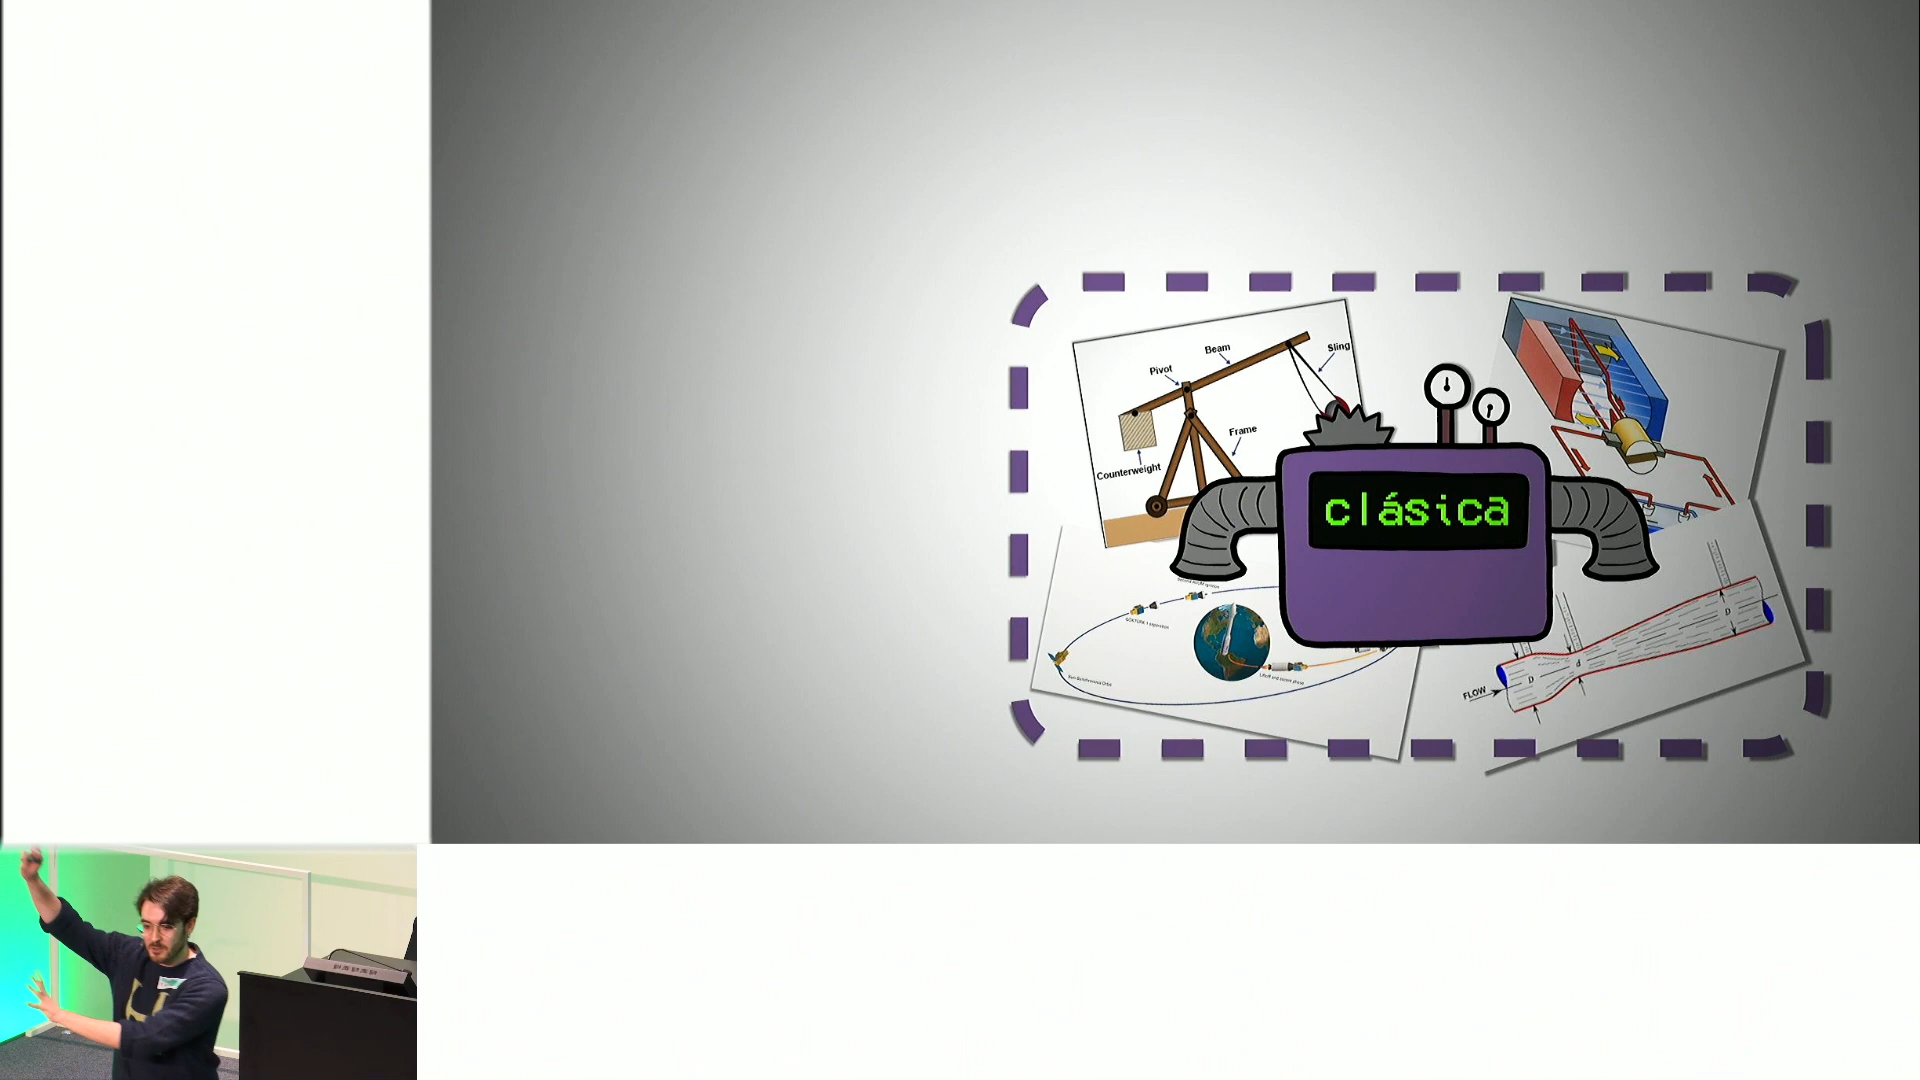 Beam
Sling
Pivot
Frame
Counterweight
clásica
D
D
d
FLOW